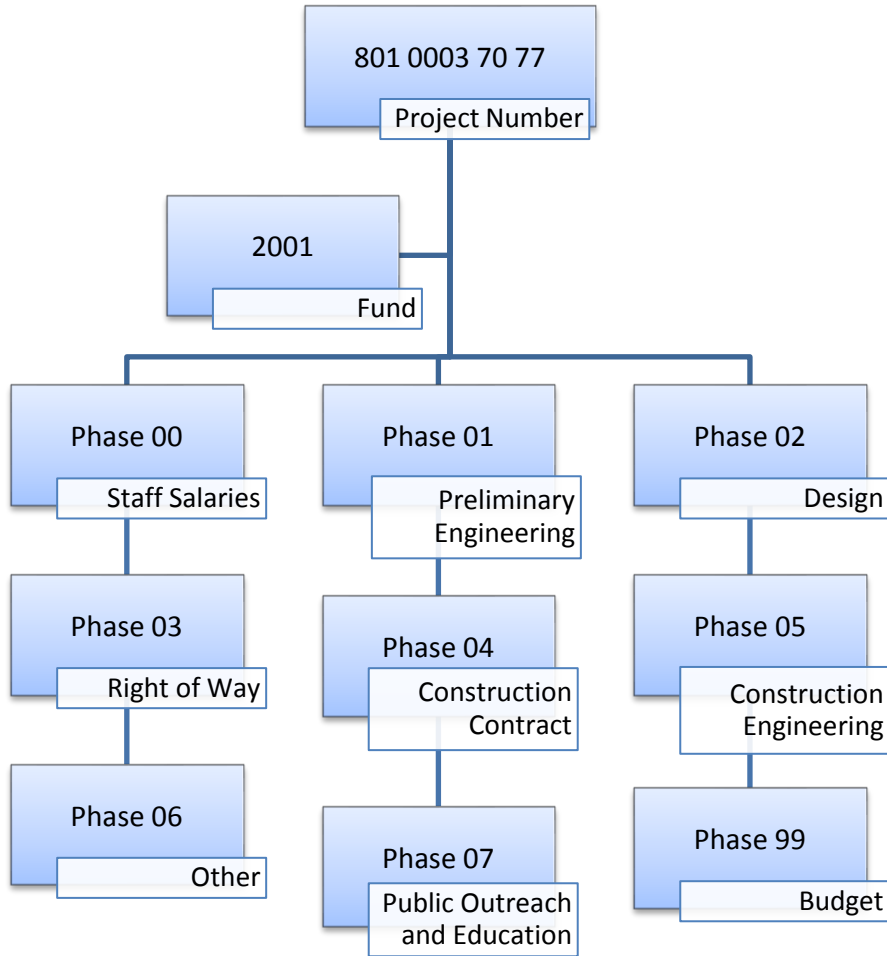 801 0003 70 77
Project Number
2001
Fund
Phase 00
Staff Salaries
Phase 01
Preliminary
Engineering
Phase 02
Design
Phase 03
Right of Way
Phase 04
Construction
Contract
Phase 05
Construction
Engineering
Phase 06
Other
Phase 07
Public Outreach
and Education
Phase 99
Budget